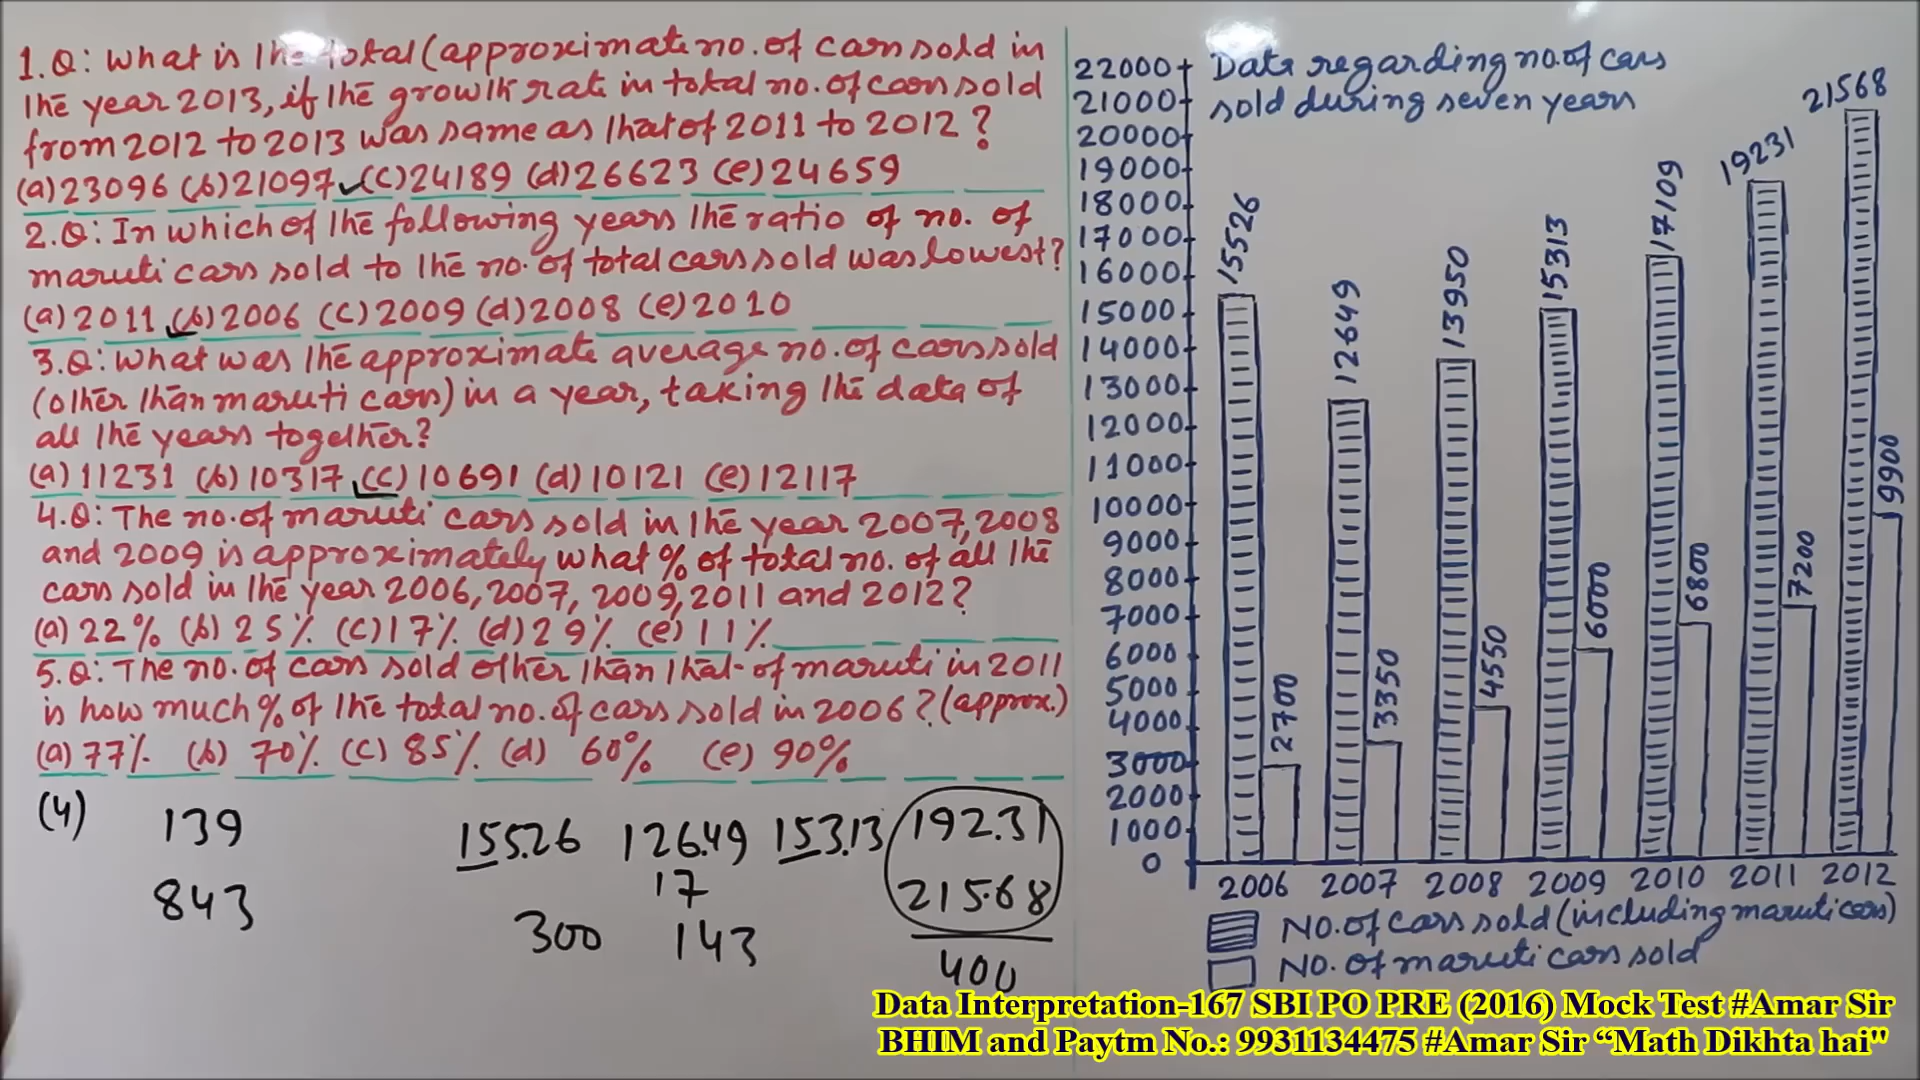 1.Q: What is the total (approximate no. of cars sold in
the year 2013, if the growth rate in total no. of cars sold
from 2012 to 2013 was same as that of 2011 to 2012?
(a) 23096 (b) 21097 (c) 24189 (d) 26623 (e) 24659
2.Q: In which of the following years the ratio of no. of
maruti cars sold to the no. of total cars sold was lowest?
(a) 2011 (b) 2006 (c) 2009 (d) 2008 (e) 2010
3.Q: What was the approximate average no. of cars sold
(other than maruti cars) in a year, taking the data of
all the years together?
(a) 11231 (b) 10317 (c) 10691 (d) 10121 (e) 12117
4.Q: The no. of maruti cars sold in the year 2007, 2008
and 2009 is approximately what % of total no. of all the
cars sold in the year 2006, 2007, 2009, 2011 and 2012?
(a) 22% (b) 25% (c) 17% (d) 29% (e) 11%
5.Q: The no. of cars sold other than that of maruti in 2011
is how much % of the total no. of cars sold in 2006? (approx.)
(a) 77% (b) 70% (c) 85% (d) 60% (e) 90%
(4) 139 155.26 126.49 153.13 192.31
17
843 300 143 215.68
400
Data regarding no. of cars
sold during seven years
22000
21000
20000
19000
18000
17000
16000
15000
14000
13000
12000
11000
10000
9000
8000
7000
6000
5000
4000
3000
2000
1000
0
15526 2700
12649 3350
13950 4550
15313 6000
17109 6800
19231 7200
21568 9900
2006 2007 2008 2009 2010 2011 2012
NO. of cars sold (including maruti cars)
NO. of maruti cars sold
Data Interpretation-167 SBI PO PRE (2016) Mock Test #Amar Sir
BHIM and Paytm No.: 9931134475 #Amar Sir “Math Dikhta hai"